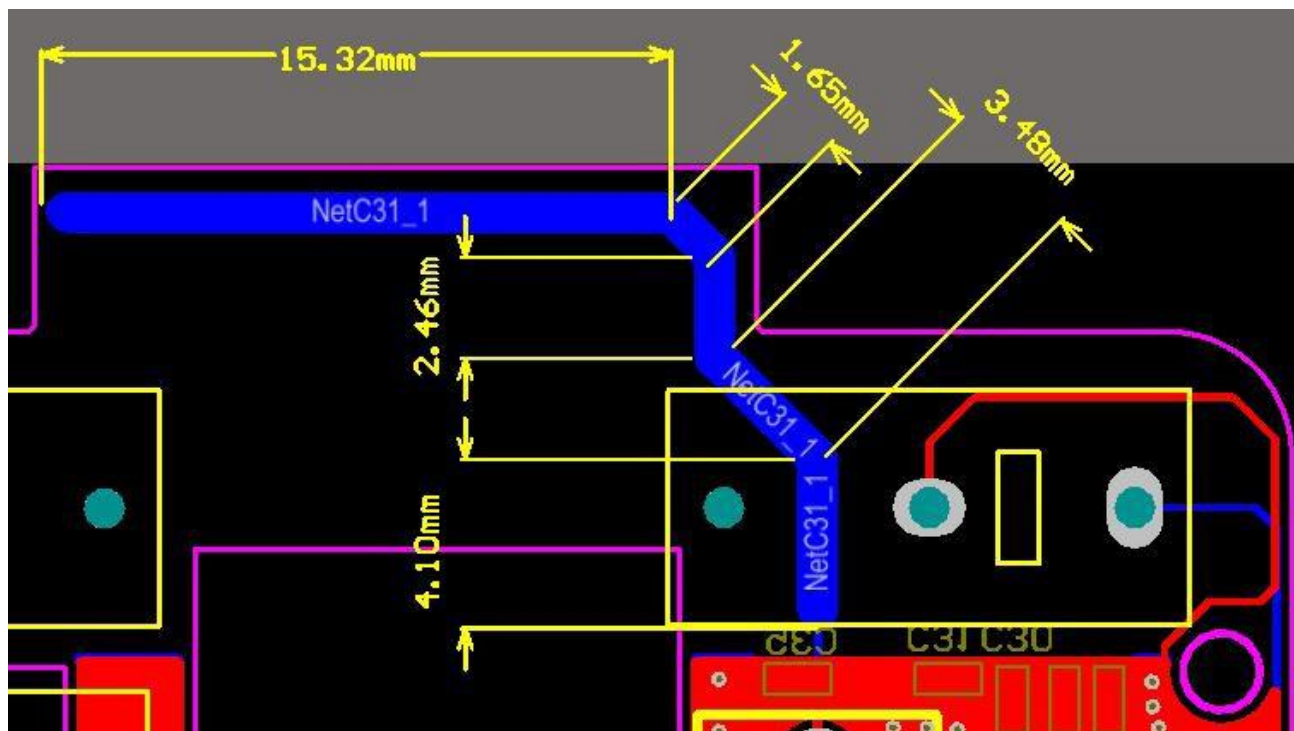 15.32mm
1.65mm
3.48mm
NetC31_1
2.46mm
NetC31_1
NetC31_1
4.10mm
C35
C31
C30